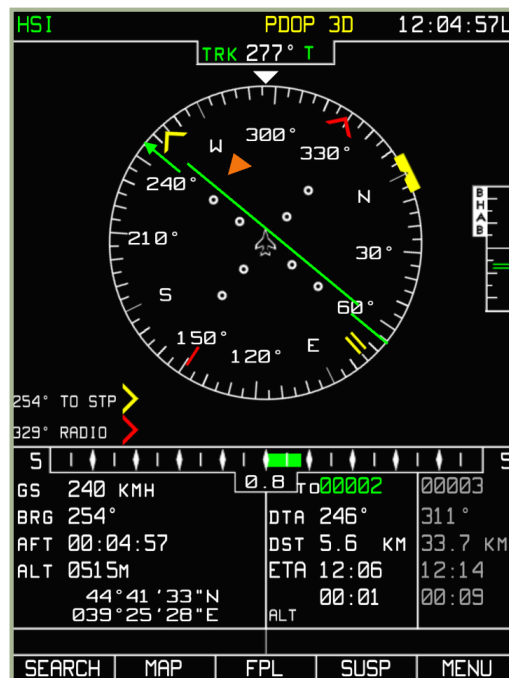 HSI PDOP 3D 12:04:57L
TRK 277° T
300°
W 330°
240° N
210° 30°
S 60°
150° 120° E
B
H
A
B
254° TO STP
329° RADIO
5 5
0.8
GS 240 KMH TO 00002 00003
BRG 254° DTA 246° 311°
AFT 00:04:57 DST 5.6 KM 33.7 KM
ALT 0515M ETA 12:06 12:14
44°41'33"N 00:01 00:09
039°25'28"E ALT
SEARCH MAP FPL SUSP MENU